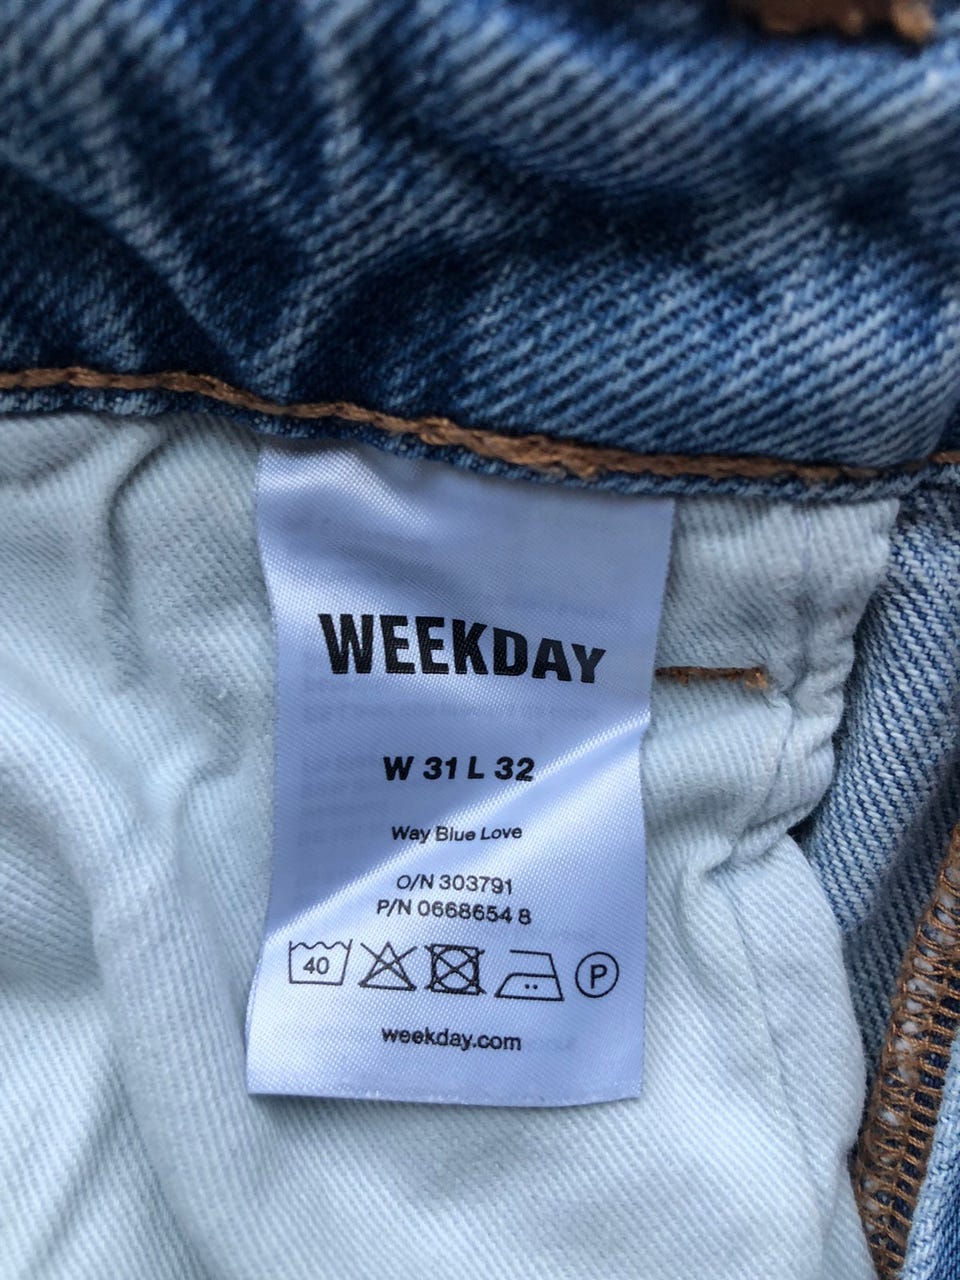 WEEKDAY
W 31 L 32
Way Blue Love
O/N 303791
P/N 0668654 8
40 P
weekday.com